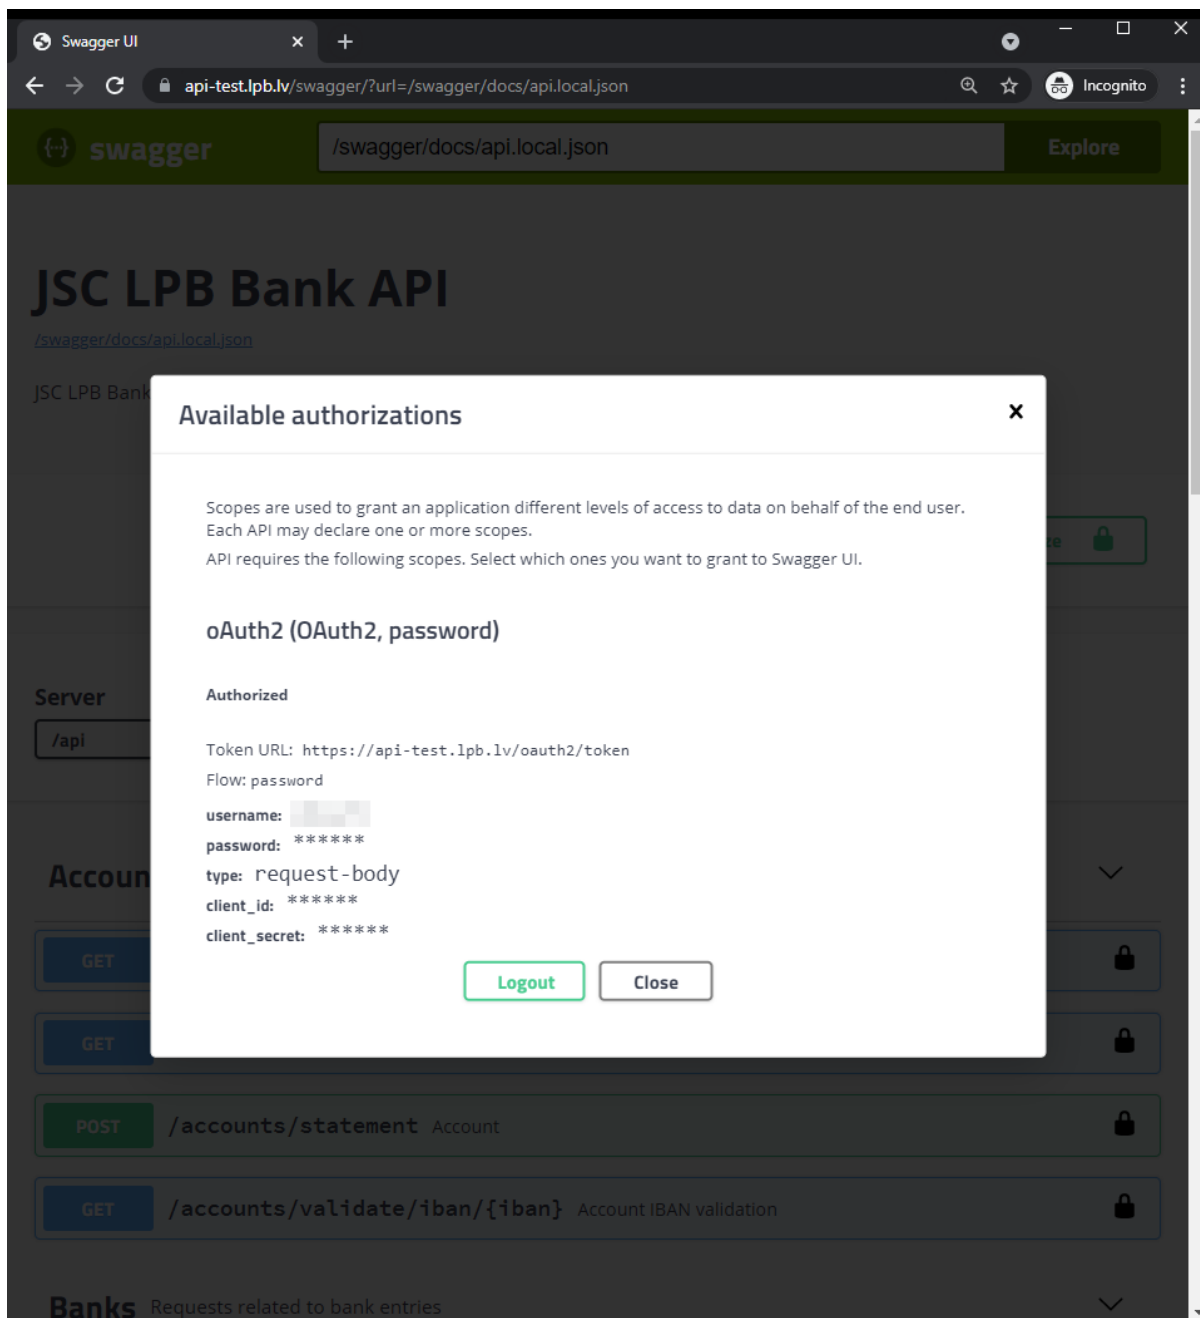 Swagger UI
api-test.lpb.lv/swagger/?url=/swagger/docs/api.local.json
Incognito
{···} swagger
/swagger/docs/api.local.json
Explore
JSC LPB Bank API
/swagger/docs/api.local.json
JSC LPB Bank
Available authorizations
Scopes are used to grant an application different levels of access to data on behalf of the end user.
Each API may declare one or more scopes.
API requires the following scopes. Select which ones you want to grant to Swagger UI.
oAuth2 (OAuth2, password)
Authorized
Server
/api
Token URL: https://api-test.lpb.lv/oauth2/token
Flow: password
username:
password: ******
type: request-body
client_id: ******
client_secret: ******
Logout
Close
Accoun
GET
GET
POST /accounts/statement Account
GET /accounts/validate/iban/{iban} Account IBAN validation
Banks Requests related to bank entries